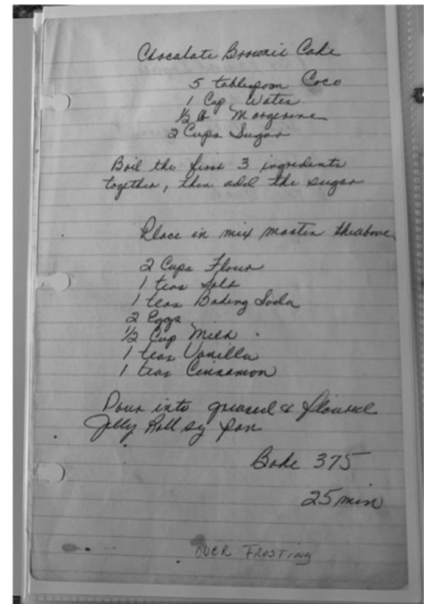 Chocalate Brownie Cake
5 tablespoon Coco
1 Cup Water
½ lb Margerine
2 Cups Sugar
Boil the first 3 ingredients
together, then add the sugar
Place in mix master the above
2 Cups Flour
1 teas Salt
1 teas Baking Soda
2 Eggs
½ Cup Milk
1 teas Vanilla
1 teas Cinnamon
Pour into greased & floured
Jelly Roll pan
Bake 375
25 min
OVER FROSTING